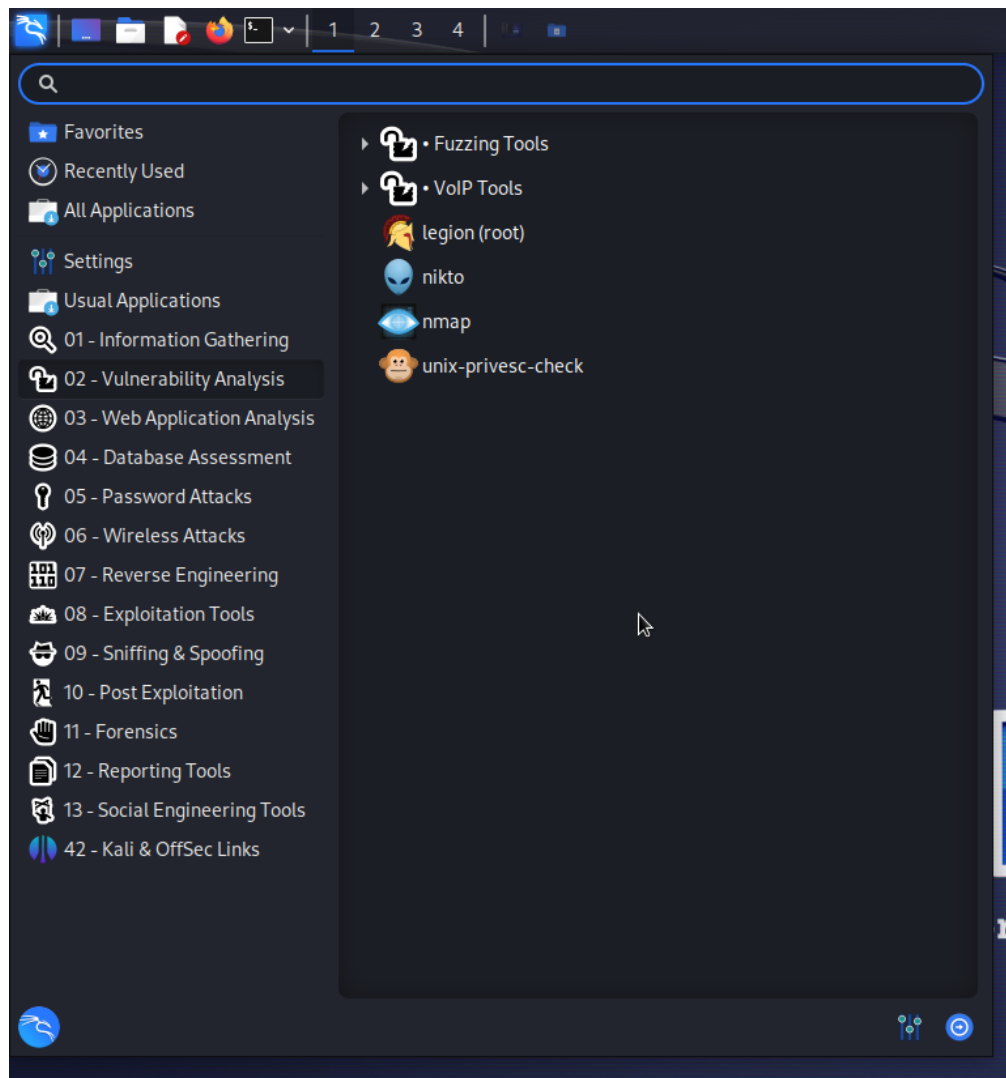 1 2 3 4
Favorites
Recently Used
All Applications
Settings
Usual Applications
01 - Information Gathering
02 - Vulnerability Analysis
03 - Web Application Analysis
04 - Database Assessment
05 - Password Attacks
06 - Wireless Attacks
07 - Reverse Engineering
08 - Exploitation Tools
09 - Sniffing & Spoofing
10 - Post Exploitation
11 - Forensics
12 - Reporting Tools
13 - Social Engineering Tools
42 - Kali & OffSec Links
• Fuzzing Tools
• VoIP Tools
legion (root)
nikto
nmap
unix-privesc-check